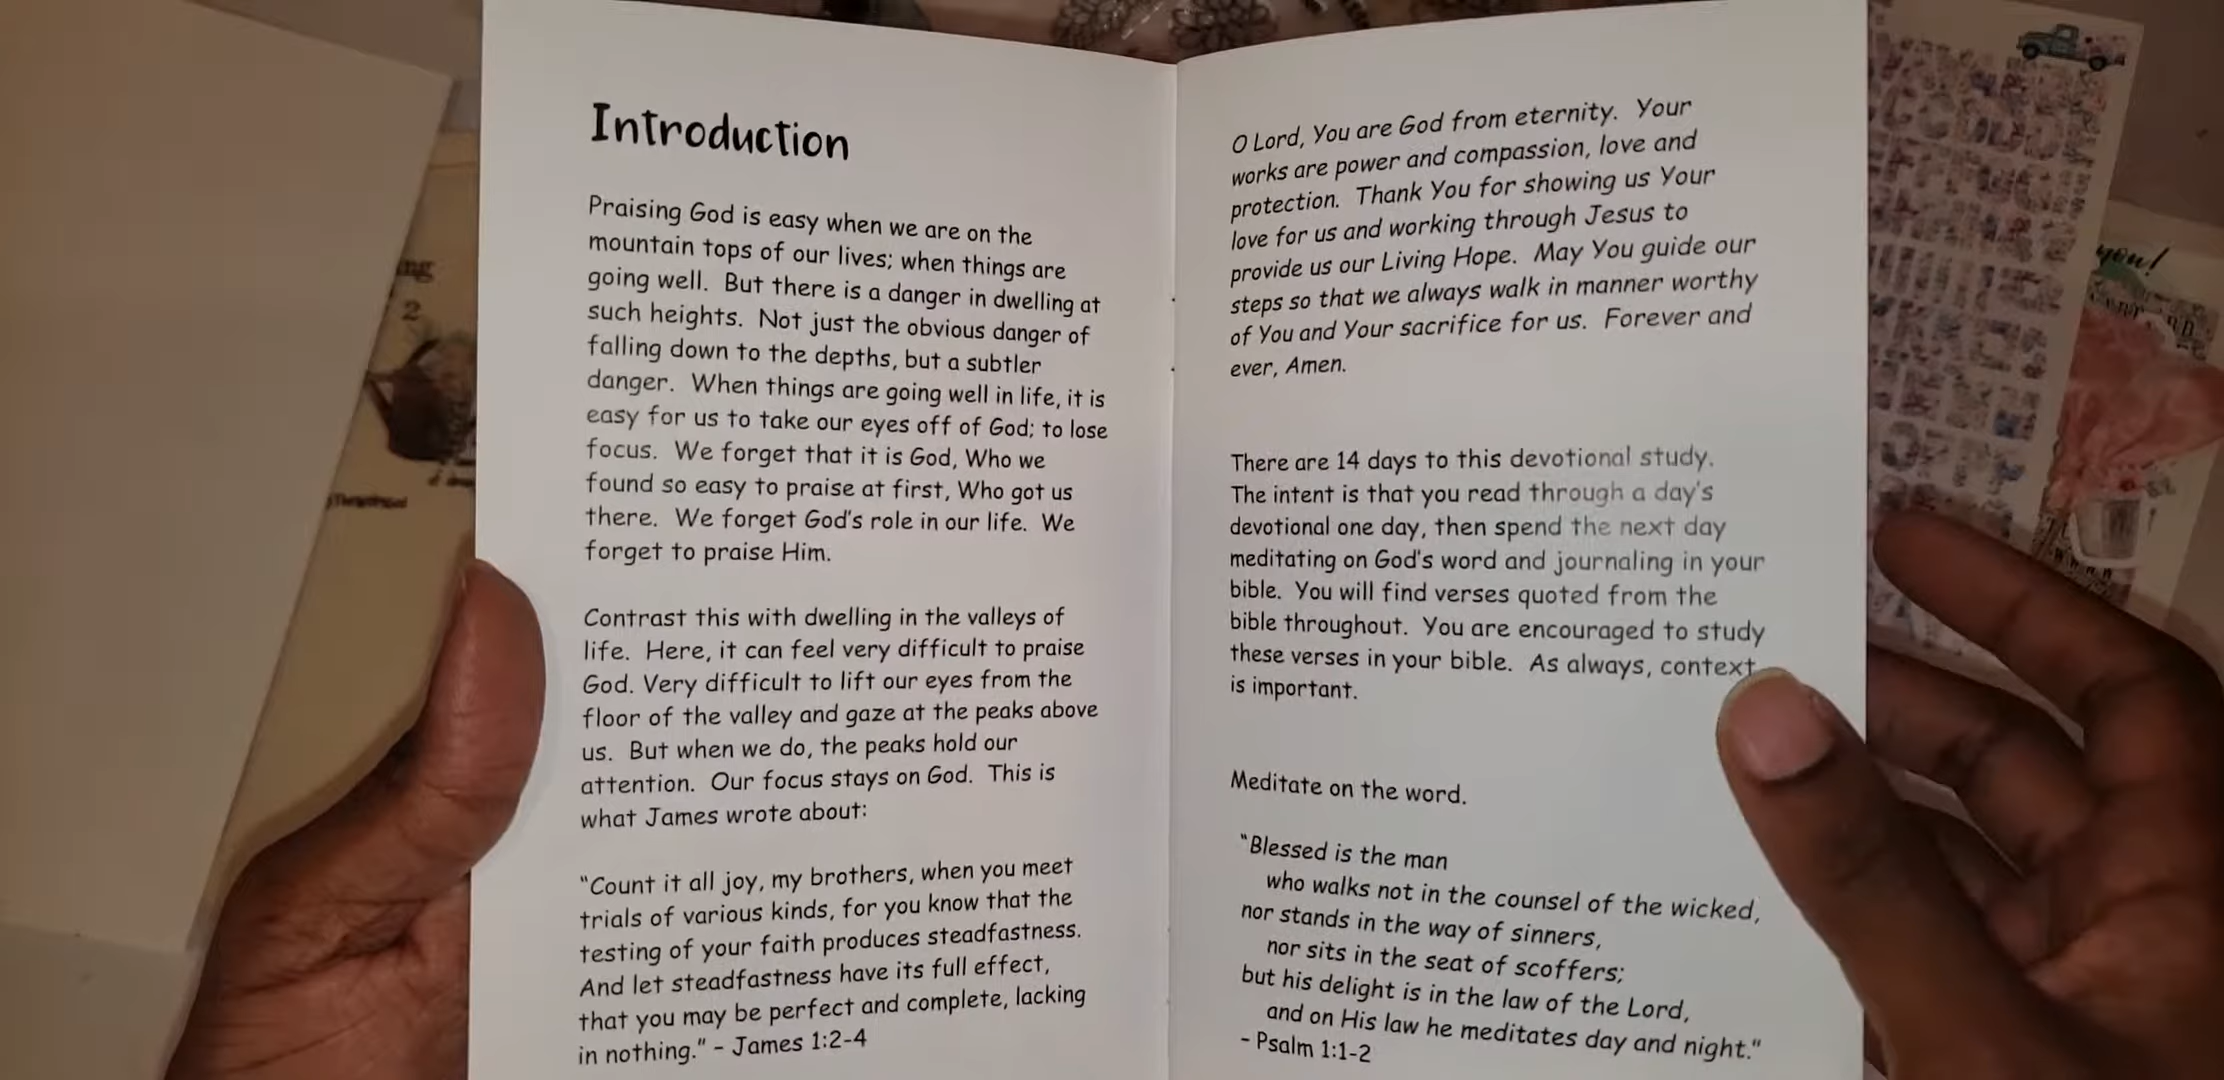 Introduction
Praising God is easy when we are on the
mountain tops of our lives; when things are
going well. But there is a danger in dwelling at
such heights. Not just the obvious danger of
falling down to the depths, but a subtler
danger. When things are going well in life, it is
easy for us to take our eyes off of God; to lose
focus. We forget that it is God, Who we
found so easy to praise at first, Who got us
there. We forget God's role in our life. We
forget to praise Him.
Contrast this with dwelling in the valleys of
life. Here, it can feel very difficult to praise
God. Very difficult to lift our eyes from the
floor of the valley and gaze at the peaks above
us. But when we do, the peaks hold our
attention. Our focus stays on God. This is
what James wrote about:
"Count it all joy, my brothers, when you meet
trials of various kinds, for you know that the
testing of your faith produces steadfastness.
And let steadfastness have its full effect,
that you may be perfect and complete, lacking
in nothing." - James 1:2-4
O Lord, You are God from eternity. Your
works are power and compassion, love and
protection. Thank You for showing us Your
love for us and working through Jesus to
provide us our Living Hope. May You guide our
steps so that we always walk in manner worthy
of You and Your sacrifice for us. Forever and
ever, Amen.
There are 14 days to this devotional study.
The intent is that you read through a day's
devotional one day, then spend the next day
meditating on God's word and journaling in your
bible. You will find verses quoted from the
bible throughout. You are encouraged to study
these verses in your bible. As always, context
is important.
Meditate on the word.
"Blessed is the man
who walks not in the counsel of the wicked,
nor stands in the way of sinners,
nor sits in the seat of scoffers;
but his delight is in the law of the Lord,
and on His law he meditates day and night."
- Psalm 1:1-2
2
you!